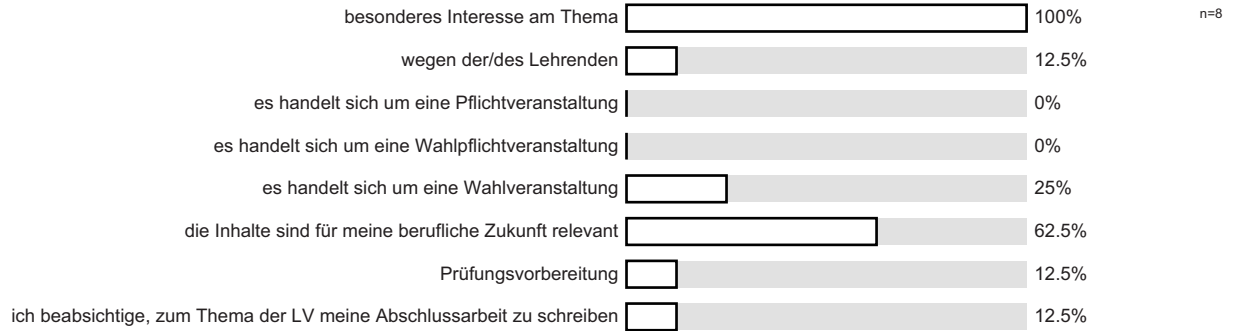 besonderes Interesse am Thema 100% n=8
wegen der/des Lehrenden 12.5%
es handelt sich um eine Pflichtveranstaltung 0%
es handelt sich um eine Wahlpflichtveranstaltung 0%
es handelt sich um eine Wahlveranstaltung 25%
die Inhalte sind für meine berufliche Zukunft relevant 62.5%
Prüfungsvorbereitung 12.5%
ich beabsichtige, zum Thema der LV meine Abschlussarbeit zu schreiben 12.5%